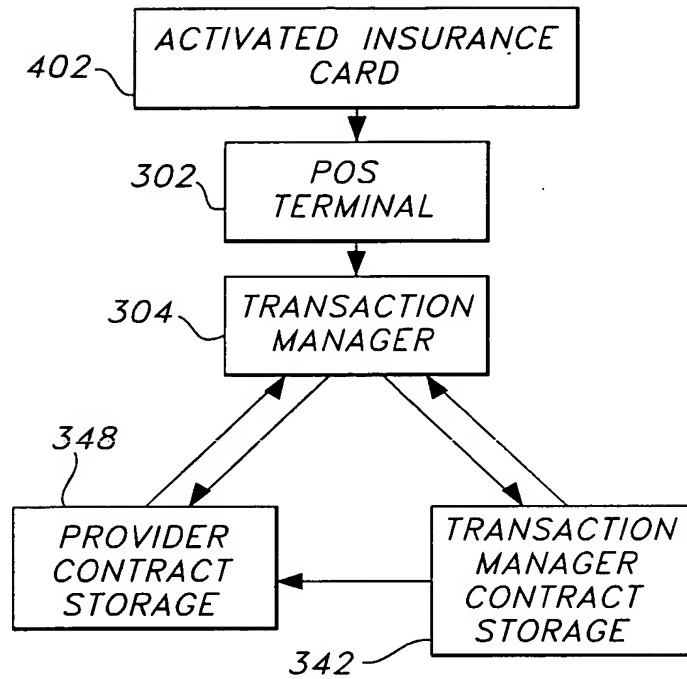 ACTIVATED INSURANCE
CARD
402
302
POS
TERMINAL
304
TRANSACTION
MANAGER
348
PROVIDER
CONTRACT
STORAGE
TRANSACTION
MANAGER
CONTRACT
STORAGE
342